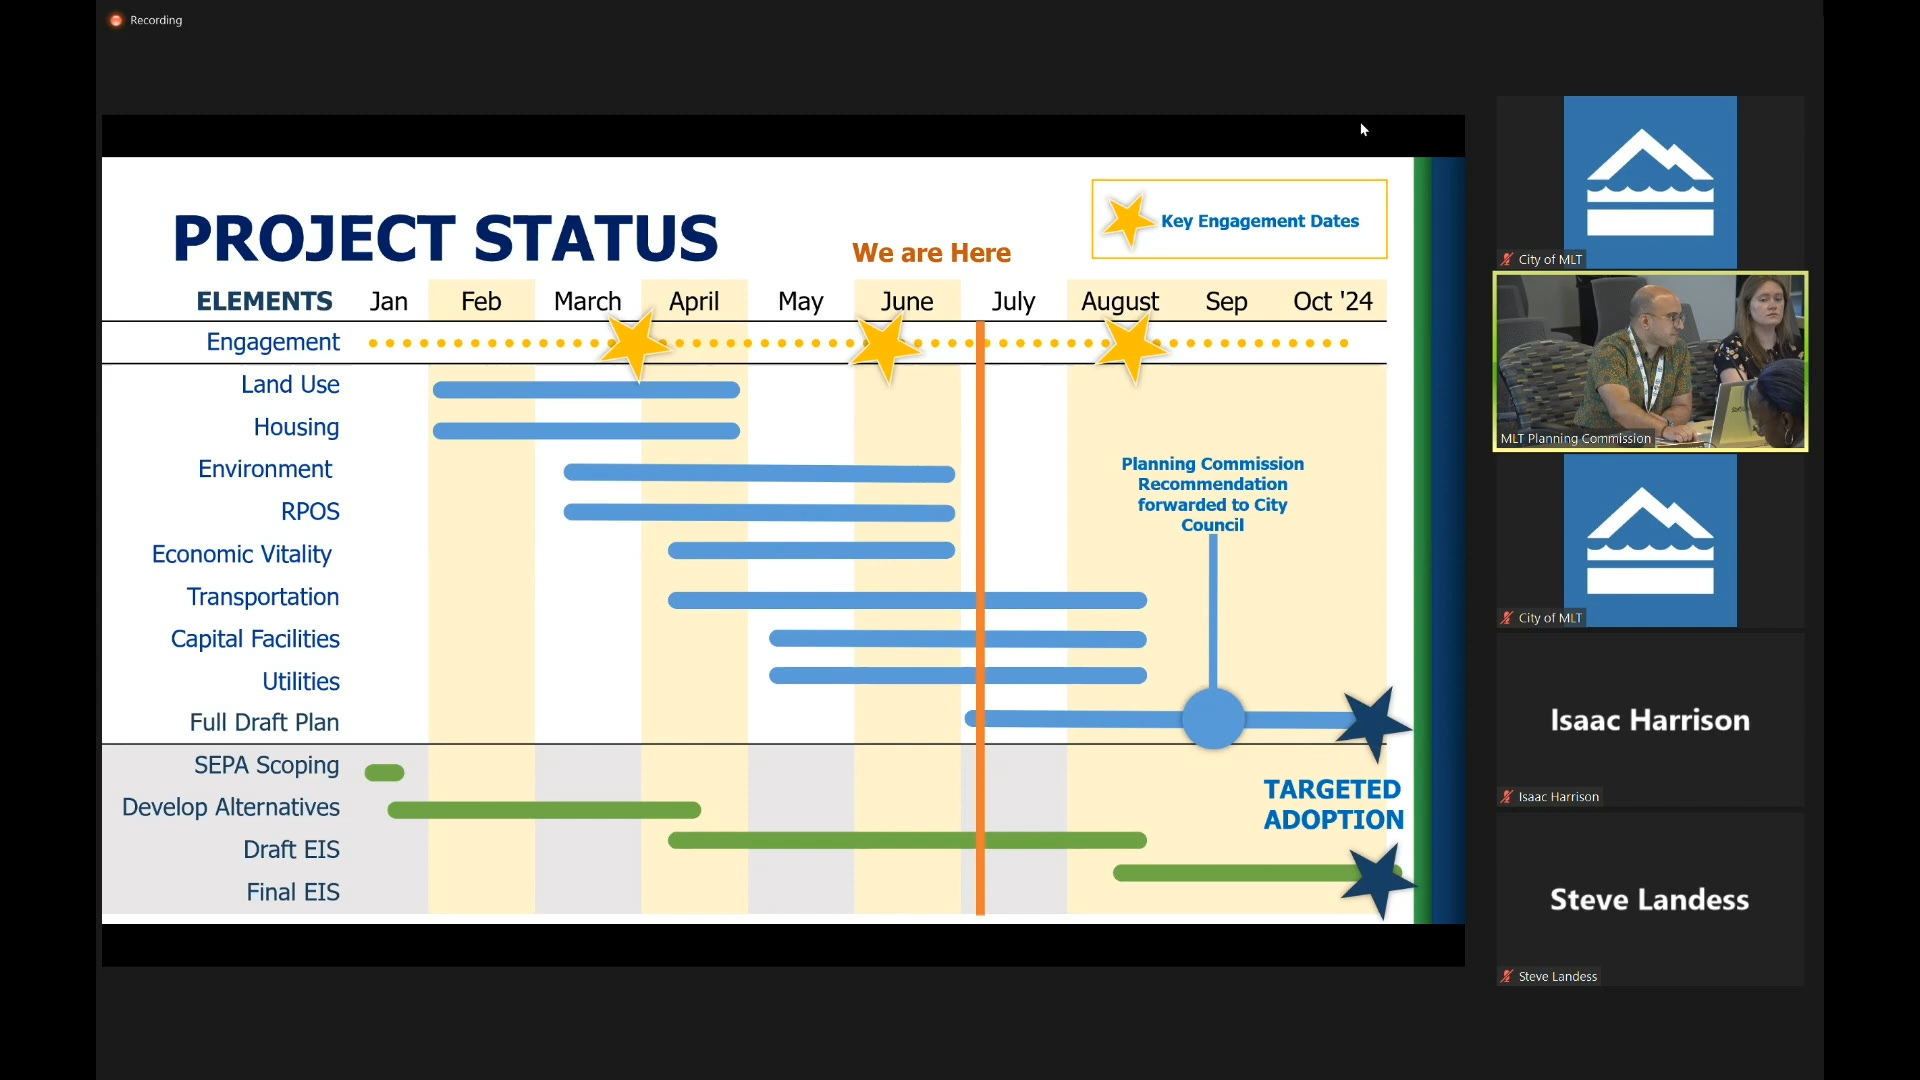 Recording
PROJECT STATUS
We are Here
Key Engagement Dates
ELEMENTS Jan Feb March April May June July August Sep Oct '24
Engagement
Land Use
Housing
Environment
RPOS
Economic Vitality
Transportation
Capital Facilities
Utilities
Full Draft Plan
Planning Commission
Recommendation
forwarded to City
Council
SEPA Scoping
Develop Alternatives
Draft EIS
Final EIS
TARGETED
ADOPTION
City of MLT
MLT Planning Commission
City of MLT
Isaac Harrison
Isaac Harrison
Steve Landess
Steve Landess